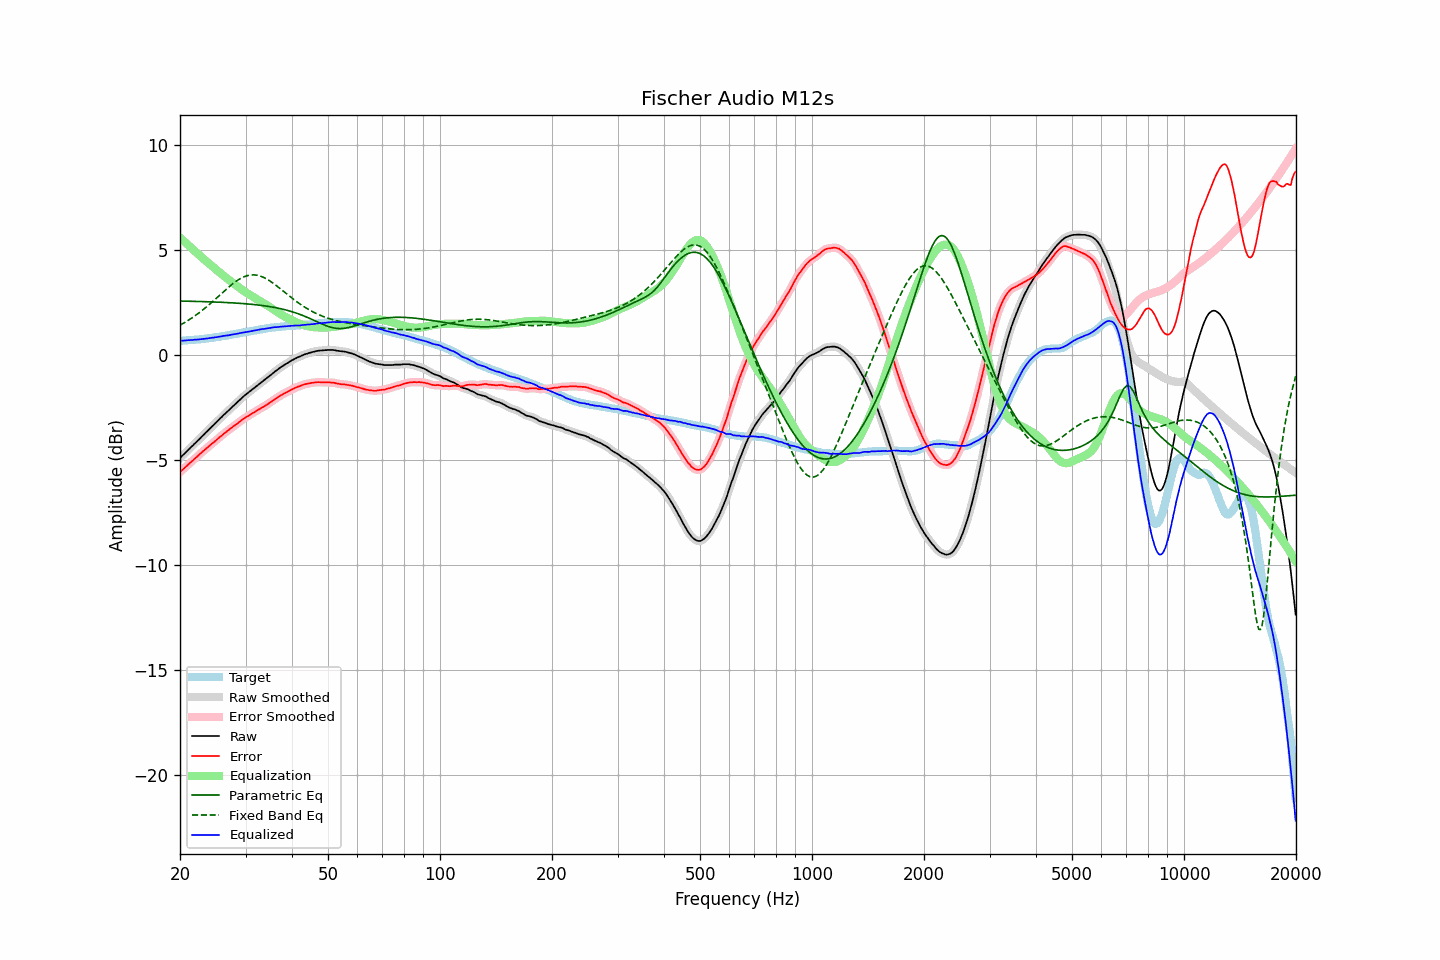 Fischer Audio M12s
Amplitude (dBr)
10
5
0
−5
−10
−15
−20
Target
Raw Smoothed
Error Smoothed
Raw
Error
Equalization
Parametric Eq
Fixed Band Eq
Equalized
20 50 100 200 500 1000 2000 5000 10000 20000
Frequency (Hz)